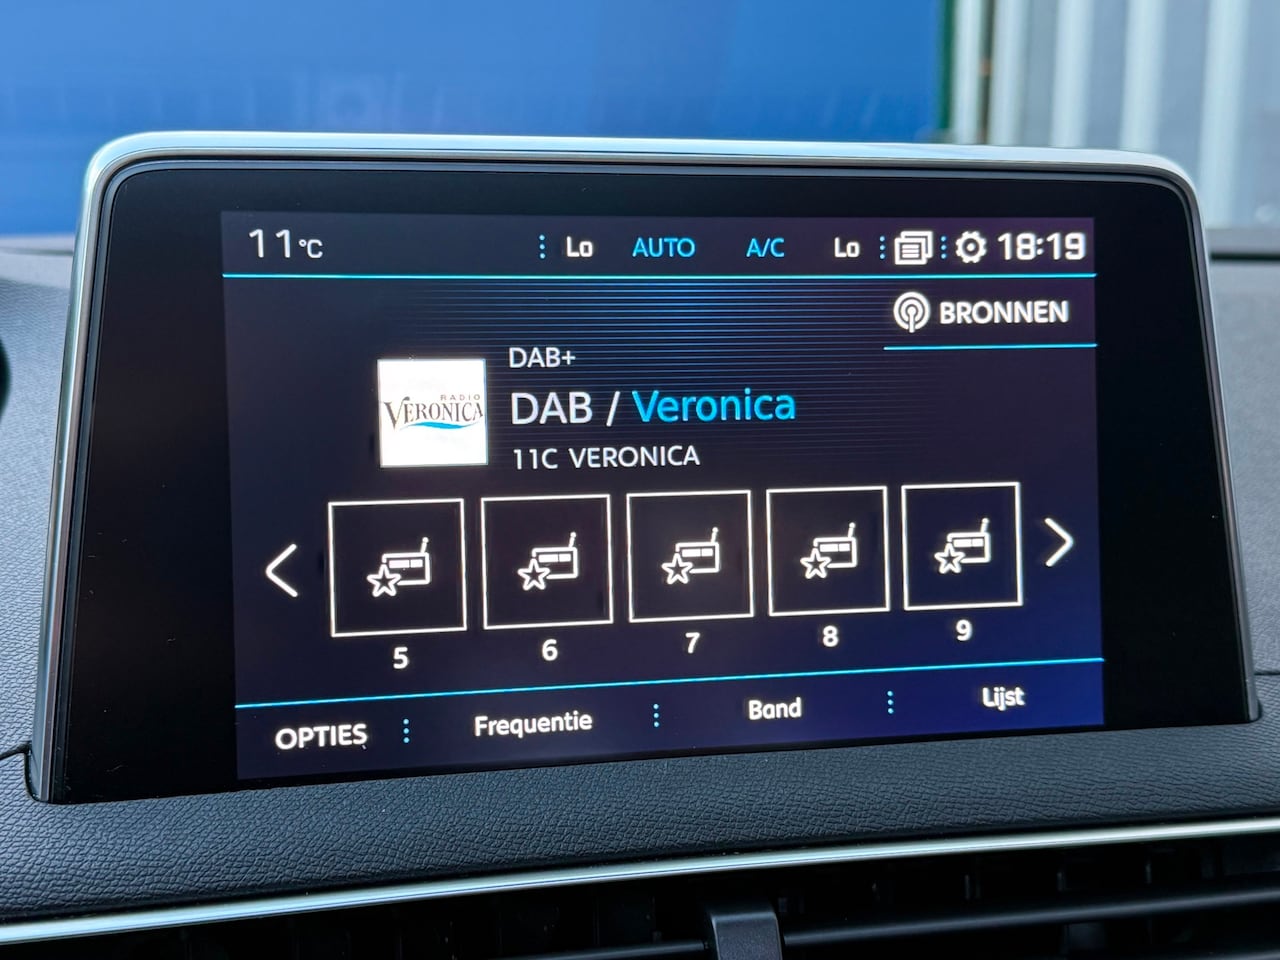 11°C Lo AUTO A/C Lo 18:19
BRONNEN
DAB+
RADIO
VERONICA
DAB / Veronica
11C VERONICA
5 6 7 8 9
OPTIES Frequentie Band Lijst